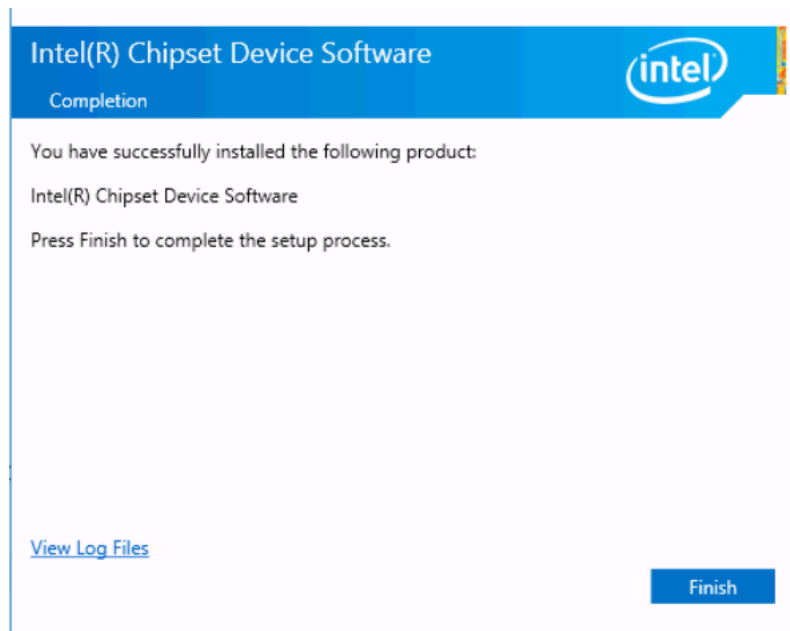 Intel(R) Chipset Device Software
intel
Completion
You have successfully installed the following product:
Intel(R) Chipset Device Software
Press Finish to complete the setup process.
View Log Files
Finish